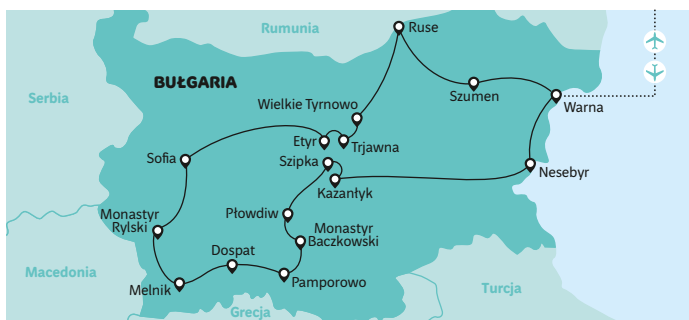 Rumunia
Ruse
BUŁGARIA
Serbia
Szumen
Wielkie Tyrnowo
Warna
Etyr
Trjawna
Sofia
Szipka
Nesebyr
Kazanłyk
Monastyr
Rylski
Płowdiw
Monastyr
Baczkowski
Dospat
Macedonia
Melnik
Pamporowo
Turcja
Grecja